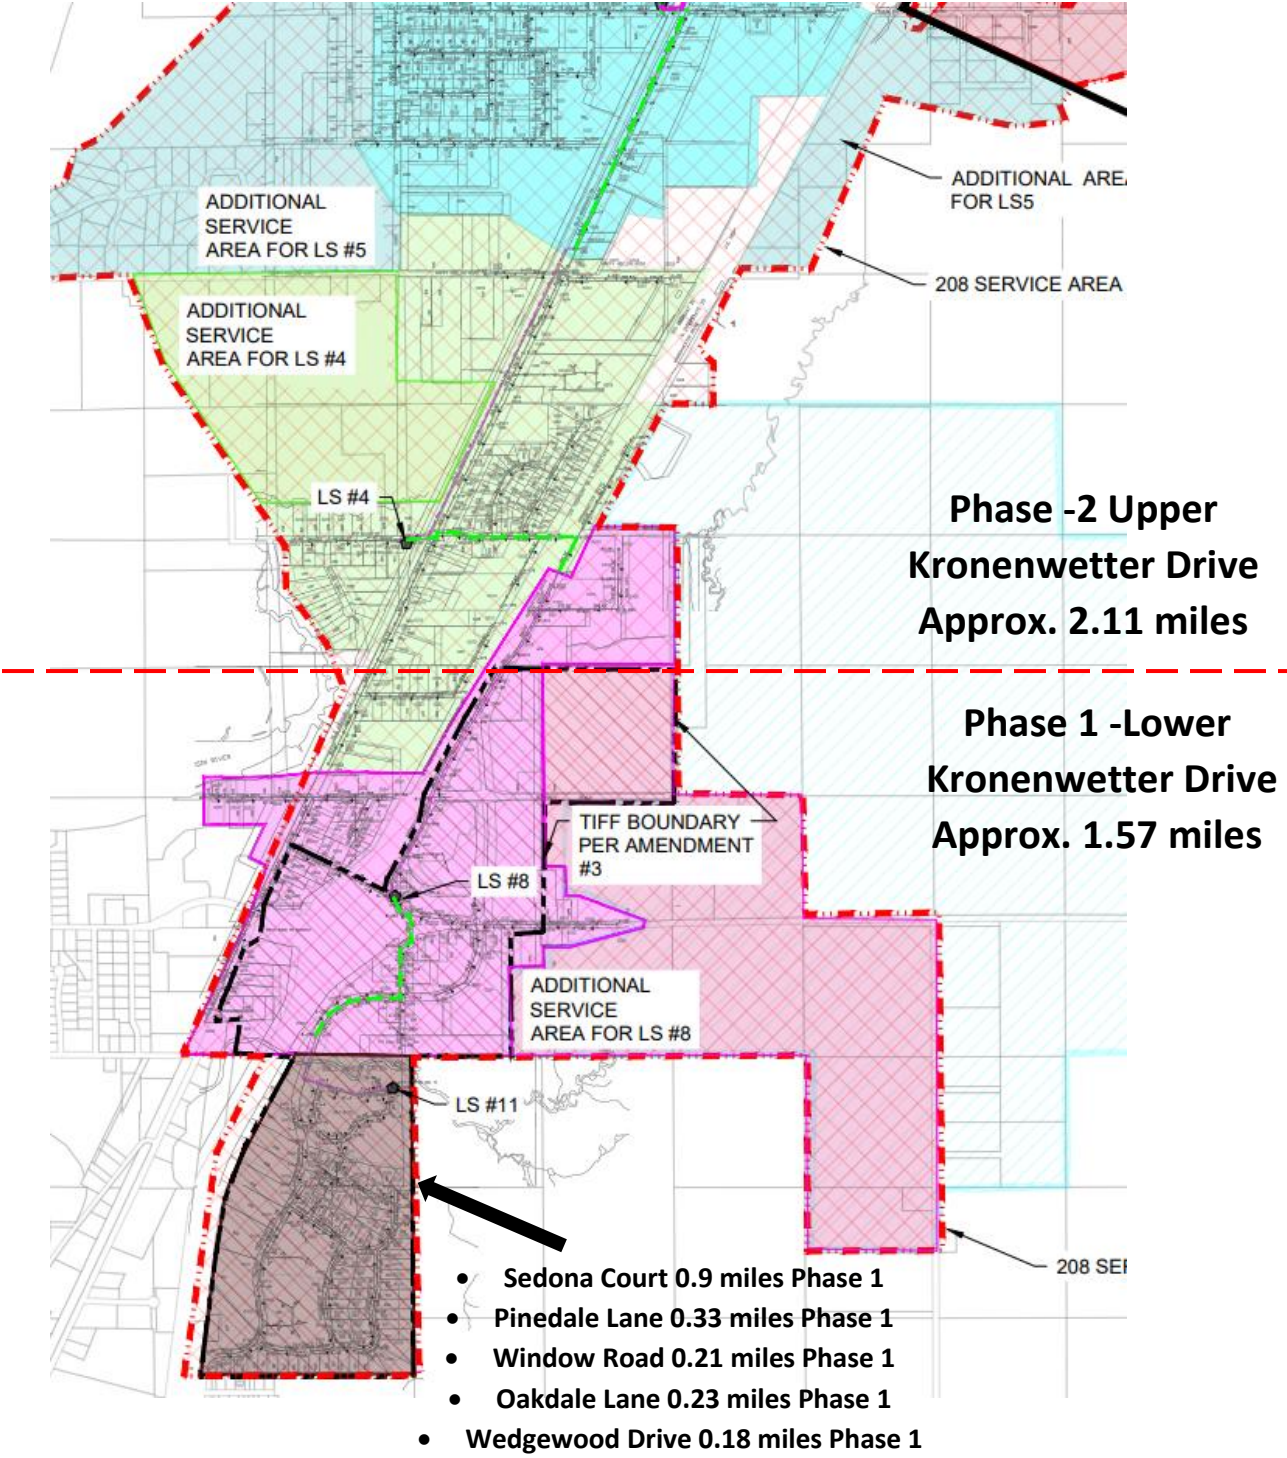 ADDITIONAL
SERVICE
AREA FOR LS #5
ADDITIONAL ARE
FOR LS5
208 SERVICE AREA
ADDITIONAL
SERVICE
AREA FOR LS #4
LS #4
Phase -2 Upper
Kronenwetter Drive
Approx. 2.11 miles
Phase 1 -Lower
Kronenwetter Drive
Approx. 1.57 miles
TIFF BOUNDARY
PER AMENDMENT
#3
LS #8
ADDITIONAL
SERVICE
AREA FOR LS #8
LS #11
208 SER
• Sedona Court 0.9 miles Phase 1
• Pinedale Lane 0.33 miles Phase 1
• Window Road 0.21 miles Phase 1
• Oakdale Lane 0.23 miles Phase 1
• Wedgewood Drive 0.18 miles Phase 1